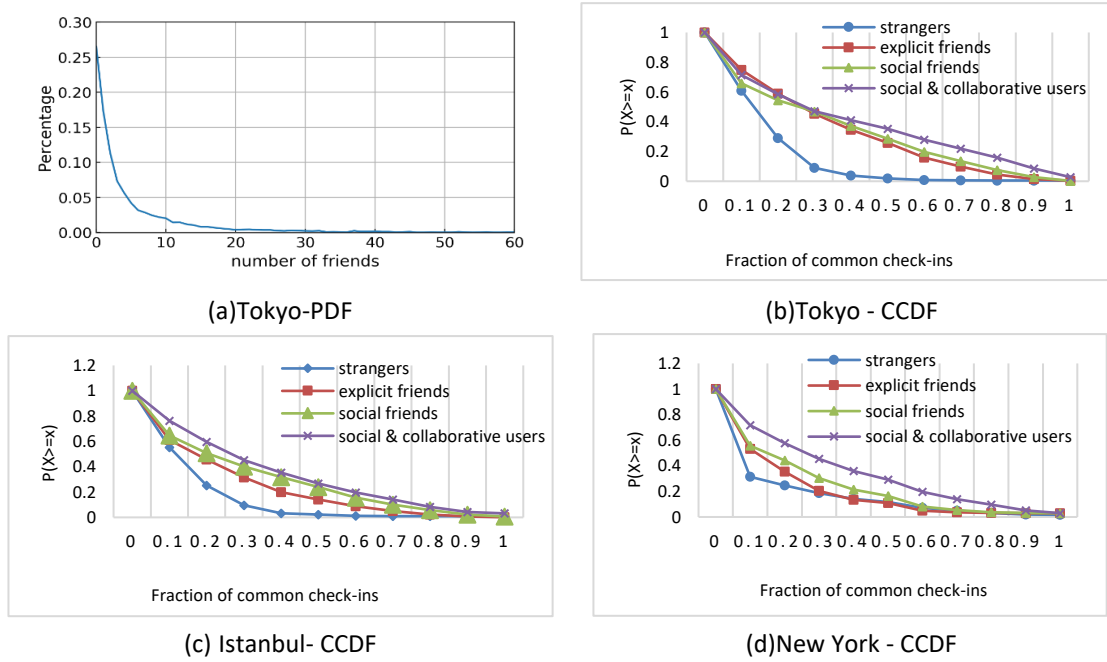 0.30
0.25
0.20
0.15
0.10
0.05
0.00
Percentage
0 10 20 30 40 50 60
number of friends
(a)Tokyo-PDF
1
0.8
0.6
0.4
0.2
0
P(X>=x)
strangers
explicit friends
social friends
social & collaborative users
0 0.1 0.2 0.3 0.4 0.5 0.6 0.7 0.8 0.9 1
Fraction of common check-ins
(b)Tokyo - CCDF
1.2
1
0.8
0.6
0.4
0.2
0
P(X>=x)
strangers
explicit friends
social friends
social & collaborative users
0 0.1 0.2 0.3 0.4 0.5 0.6 0.7 0.8 0.9 1
Fraction of common check-ins
(c) Istanbul- CCDF
1.2
1
0.8
0.6
0.4
0.2
0
P(X>=x)
strangers
explicit friends
social friends
social & collaborative users
0 0.1 0.2 0.3 0.4 0.5 0.6 0.7 0.8 0.9 1
Fraction of common check-ins
(d)New York - CCDF